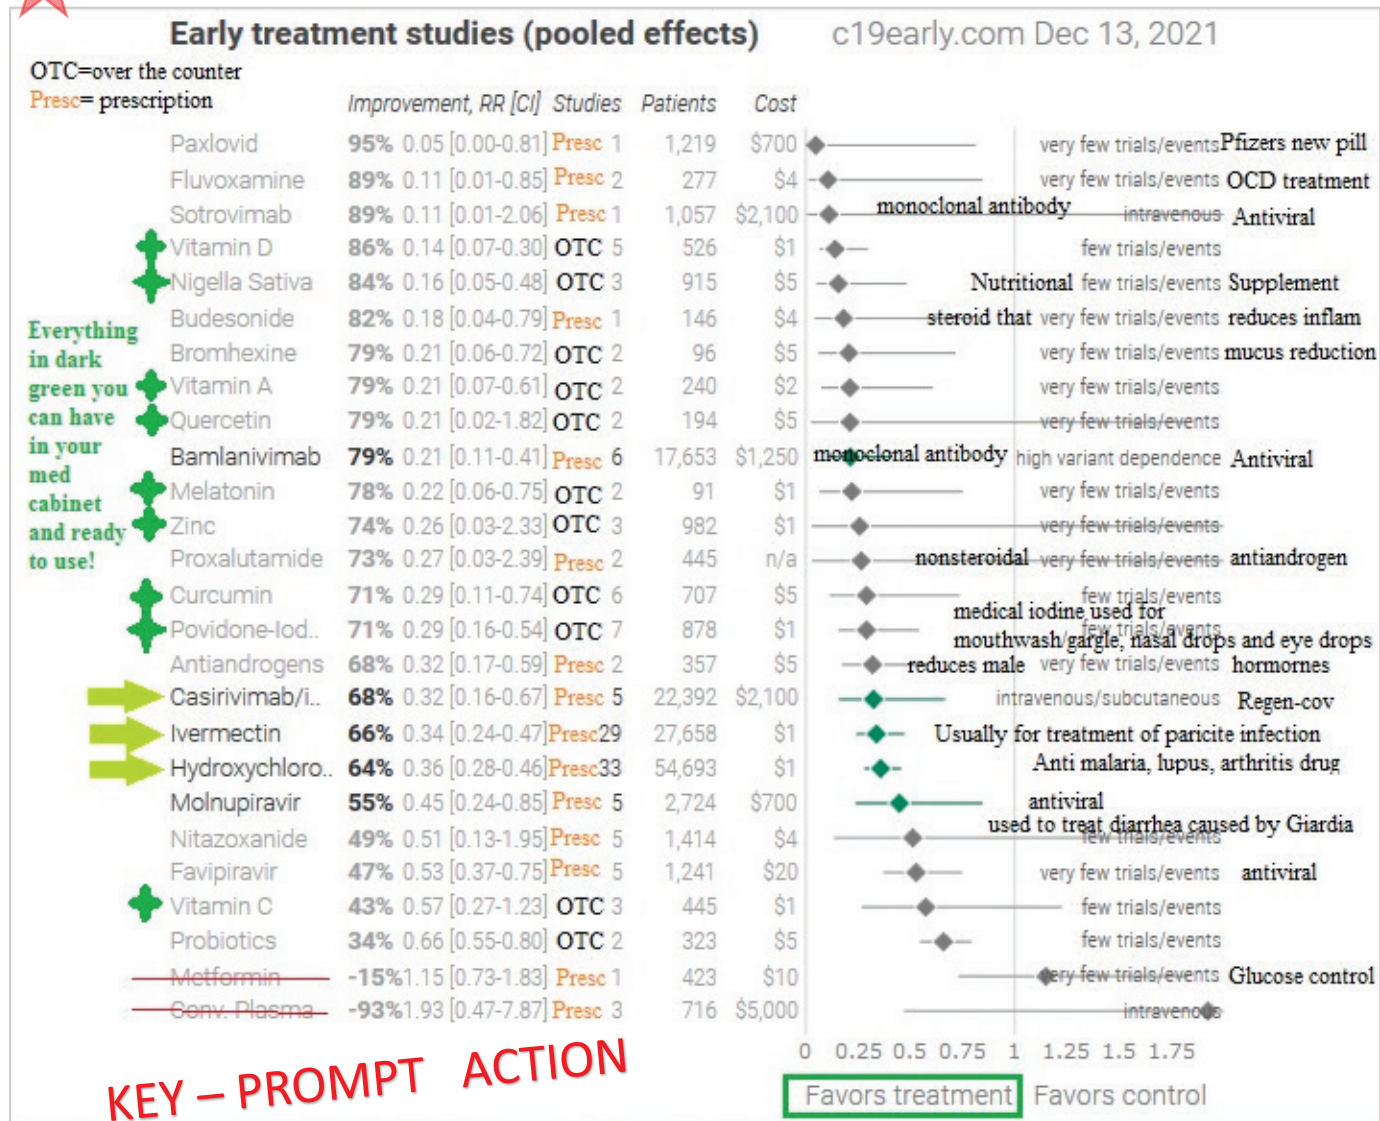 Early treatment studies (pooled effects) c19early.com Dec 13, 2021
OTC=over the counter
Presc= prescription
Improvement, RR [CI] Studies Patients Cost
Paxlovid 95% 0.05 [0.00-0.81] Presc 1 1,219 $700 very few trials/events Pfizers new pill
Fluvoxamine 89% 0.11 [0.01-0.85] Presc 2 277 $4 very few trials/events OCD treatment
Sotrovimab 89% 0.11 [0.01-2.06] Presc 1 1,057 $2,100 monoclonal antibody intravenous Antiviral
Vitamin D 86% 0.14 [0.07-0.30] OTC 5 526 $1 few trials/events
Nigella Sativa 84% 0.16 [0.05-0.48] OTC 3 915 $5 Nutritional few trials/events Supplement
Budesonide 82% 0.18 [0.04-0.79] Presc 1 146 $4 steroid that very few trials/events reduces inflam
Bromhexine 79% 0.21 [0.06-0.72] OTC 2 96 $5 very few trials/events mucus reduction
Vitamin A 79% 0.21 [0.07-0.61] OTC 2 240 $2 very few trials/events
Quercetin 79% 0.21 [0.02-1.82] OTC 2 194 $5 very few trials/events
Bamlanivimab 79% 0.21 [0.11-0.41] Presc 6 17,653 $1,250 monoclonal antibody high variant dependence Antiviral
Melatonin 78% 0.22 [0.06-0.75] OTC 2 91 $1 very few trials/events
Zinc 74% 0.26 [0.03-2.33] OTC 3 982 $1 very few trials/events
Proxalutamide 73% 0.27 [0.03-2.39] Presc 2 445 n/a nonsteroidal very few trials/events antiandrogen
Curcumin 71% 0.29 [0.11-0.74] OTC 6 707 $5 few trials/events
medical iodine used for
Povidone-Iod.. 71% 0.29 [0.16-0.54] OTC 7 878 $1 few trials/events
mouthwash/gargle, nasal drops and eye drops
Antiandrogens 68% 0.32 [0.17-0.59] Presc 2 357 $5 reduces male very few trials/events hormornes
Casirivimab/i.. 68% 0.32 [0.16-0.67] Presc 5 22,392 $2,100 intravenous/subcutaneous Regen-cov
Ivermectin 66% 0.34 [0.24-0.47] Presc 29 27,658 $1 Usually for treatment of paricite infection
Hydroxychloro.. 64% 0.36 [0.28-0.46] Presc 33 54,693 $1 Anti malaria, lupus, arthritis drug
Molnupiravir 55% 0.45 [0.24-0.85] Presc 5 2,724 $700 antiviral
used to treat diarrhea caused by Giardia
Nitazoxanide 49% 0.51 [0.13-1.95] Presc 5 1,414 $4 few trials/events
Favipiravir 47% 0.53 [0.37-0.75] Presc 5 1,241 $20 very few trials/events antiviral
Vitamin C 43% 0.57 [0.27-1.23] OTC 3 445 $1 few trials/events
Probiotics 34% 0.66 [0.55-0.80] OTC 2 323 $5 few trials/events
Metformin -15% 1.15 [0.73-1.83] Presc 1 423 $10 very few trials/events Glucose control
Conv. Plasma -93% 1.93 [0.47-7.87] Presc 3 716 $5,000 intravenous
0 0.25 0.5 0.75 1 1.25 1.5 1.75
Favors treatment Favors control
Everything
in dark
green you
can have
in your
med
cabinet
and ready
to use!
KEY – PROMPT ACTION